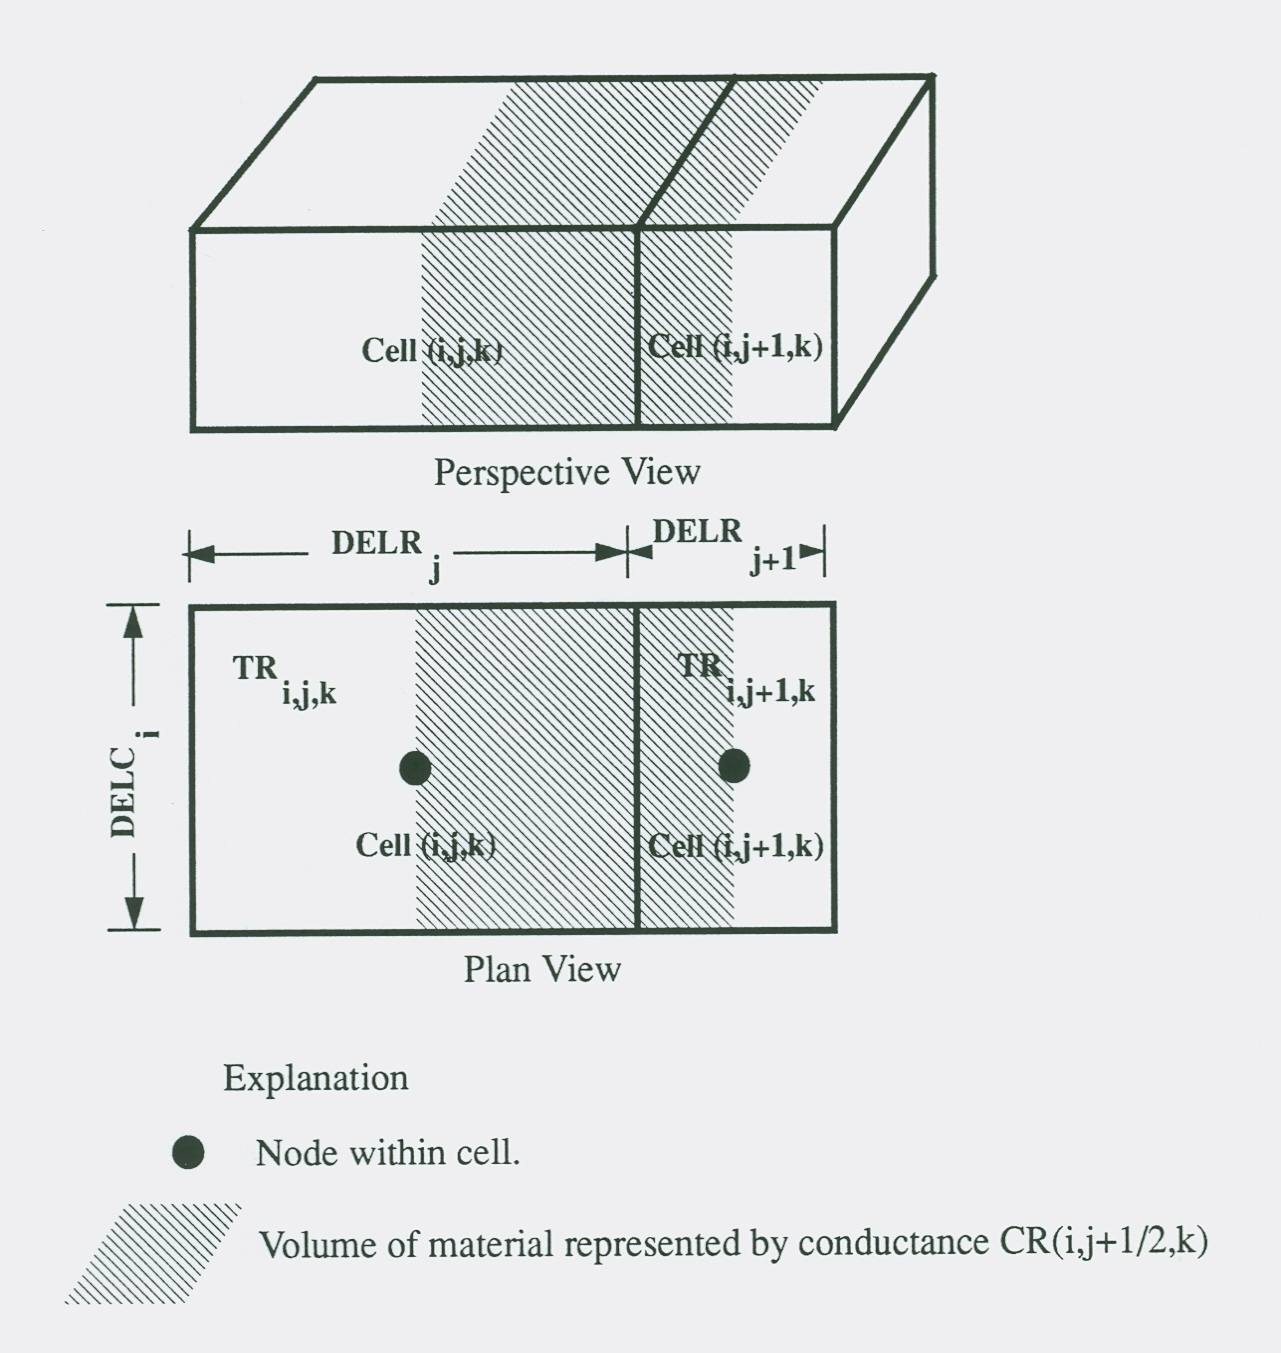 Cell (i,j,k)
Cell (i,j+1,k)
Perspective View
DELR j
DELR j+1
DELC i
TR i,j,k
TR i,j+1,k
Cell (i,j,k)
Cell (i,j+1,k)
Plan View
Explanation
Node within cell.
Volume of material represented by conductance CR(i,j+1/2,k)